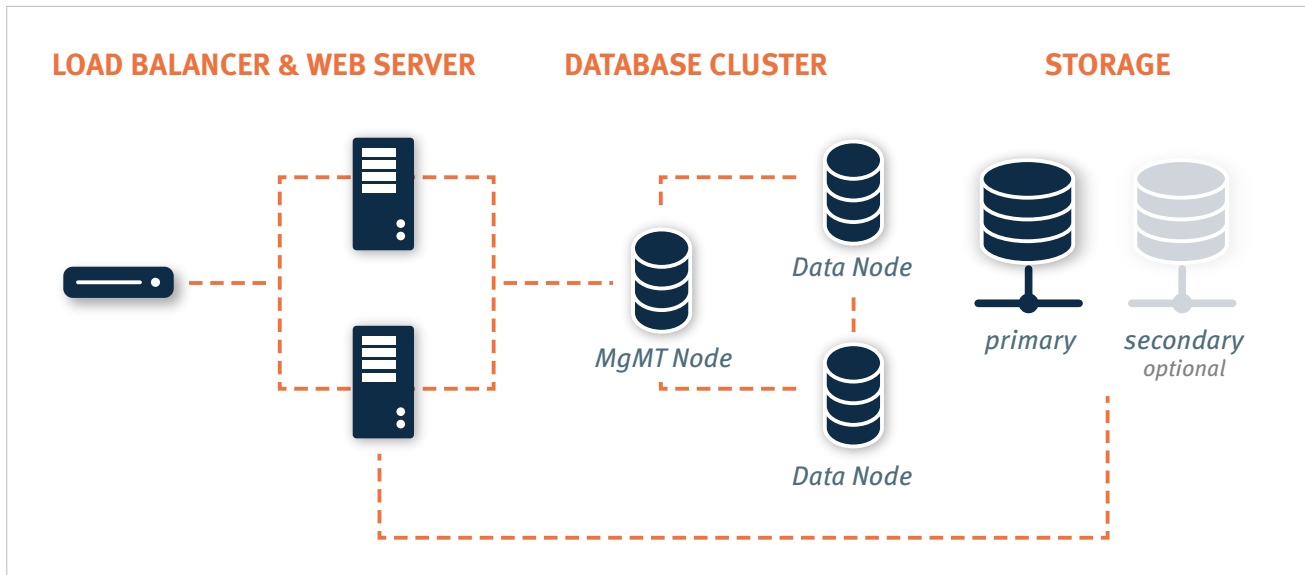 LOAD BALANCER & WEB SERVER
DATABASE CLUSTER
STORAGE
Data Node
MgMT Node
Data Node
primary
secondary
optional